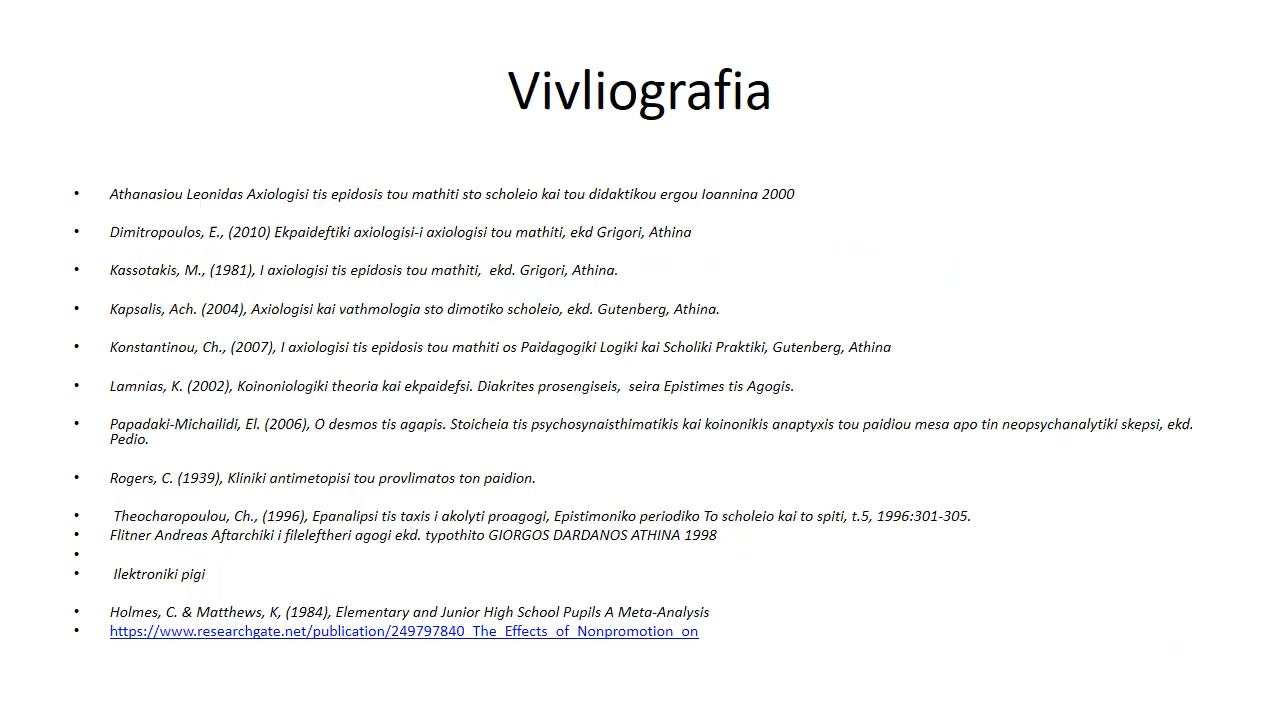 Vivliografia
• Athanasiou Leonidas Axiologisi tis epidosis tou mathiti sto scholeio kai tou didaktikou ergou Ioannina 2000
• Dimitropoulos, E., (2010) Ekpaideftiki axiologisi-i axiologisi tou mathiti, ekd Grigori, Athina
• Kassotakis, M., (1981), I axiologisi tis epidosis tou mathiti,  ekd. Grigori, Athina.
• Kapsalis, Ach. (2004), Axiologisi kai vathmologia sto dimotiko scholeio, ekd. Gutenberg, Athina.
• Konstantinou, Ch., (2007), I axiologisi tis epidosis tou mathiti os Paidagogiki Logiki kai Scholiki Praktiki, Gutenberg, Athina
• Lamnias, K. (2002), Koinoniologiki theoria kai ekpaidefsi. Diakrites prosengiseis,  seira Epistimes tis Agogis.
• Papadaki-Michailidi, El. (2006), O desmos tis agapis. Stoicheia tis psychosynaisthimatikis kai koinonikis anaptyxis tou paidiou mesa apo tin neopsychanalytiki skepsi, ekd.
Pedio.
• Rogers, C. (1939), Kliniki antimetopisi tou provlimatos ton paidion.
• Theocharopoulou, Ch., (1996), Epanalipsi tis taxis i akolyti proagogi, Epistimoniko periodiko To scholeio kai to spiti, t.5, 1996:301-305.
• Flitner Andreas Aftarchiki i fileleftheri agogi ekd. typothito GIORGOS DARDANOS ATHINA 1998
•
• Ilektroniki pigi
• Holmes, C. & Matthews, K, (1984), Elementary and Junior High School Pupils A Meta-Analysis
• https://www.researchgate.net/publication/249797840_The_Effects_of_Nonpromotion_on